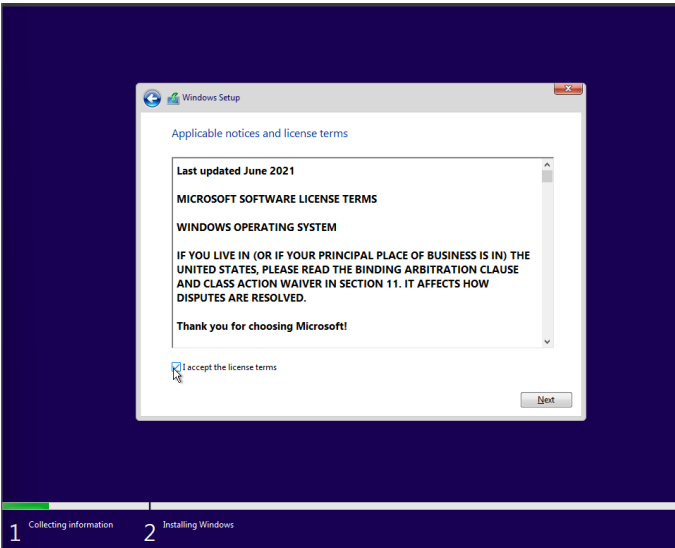 Windows Setup
Applicable notices and license terms
Last updated June 2021
MICROSOFT SOFTWARE LICENSE TERMS
WINDOWS OPERATING SYSTEM
IF YOU LIVE IN (OR IF YOUR PRINCIPAL PLACE OF BUSINESS IS IN) THE
UNITED STATES, PLEASE READ THE BINDING ARBITRATION CLAUSE
AND CLASS ACTION WAIVER IN SECTION 11. IT AFFECTS HOW
DISPUTES ARE RESOLVED.
Thank you for choosing Microsoft!
I accept the license terms
Next
1 Collecting information
2 Installing Windows